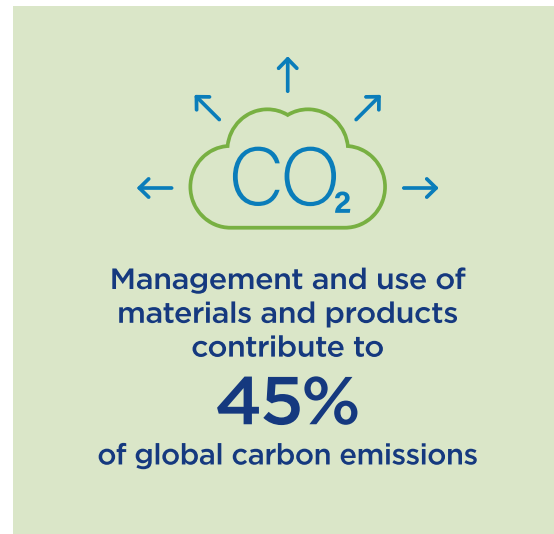 CO₂
Management and use of
materials and products
contribute to
45%
of global carbon emissions